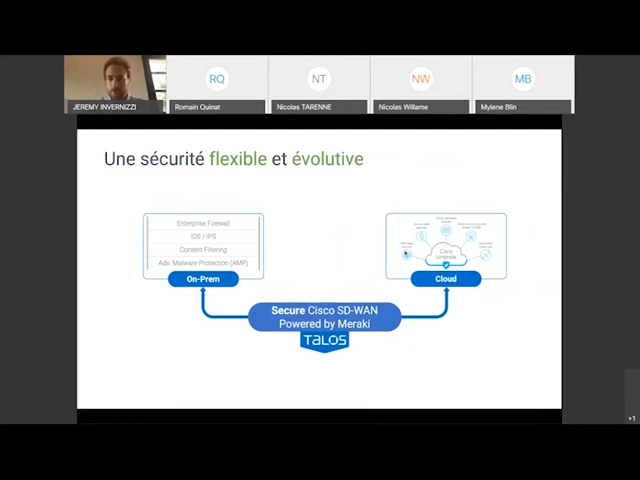 RQ
NT
NW
MB
JEREMY INVERNIZZI
Romain Quinat
Nicolas TARENNE
Nicolas Willame
Mylene Blin
Une sécurité flexible et évolutive
Enterprise Firewall
IDS / IPS
Content Filtering
Adv. Malware Protection (AMP)
On-Prem
Cisco
Umbrella
Cloud
Secure Cisco SD-WAN
Powered by Meraki
TALOS
+1